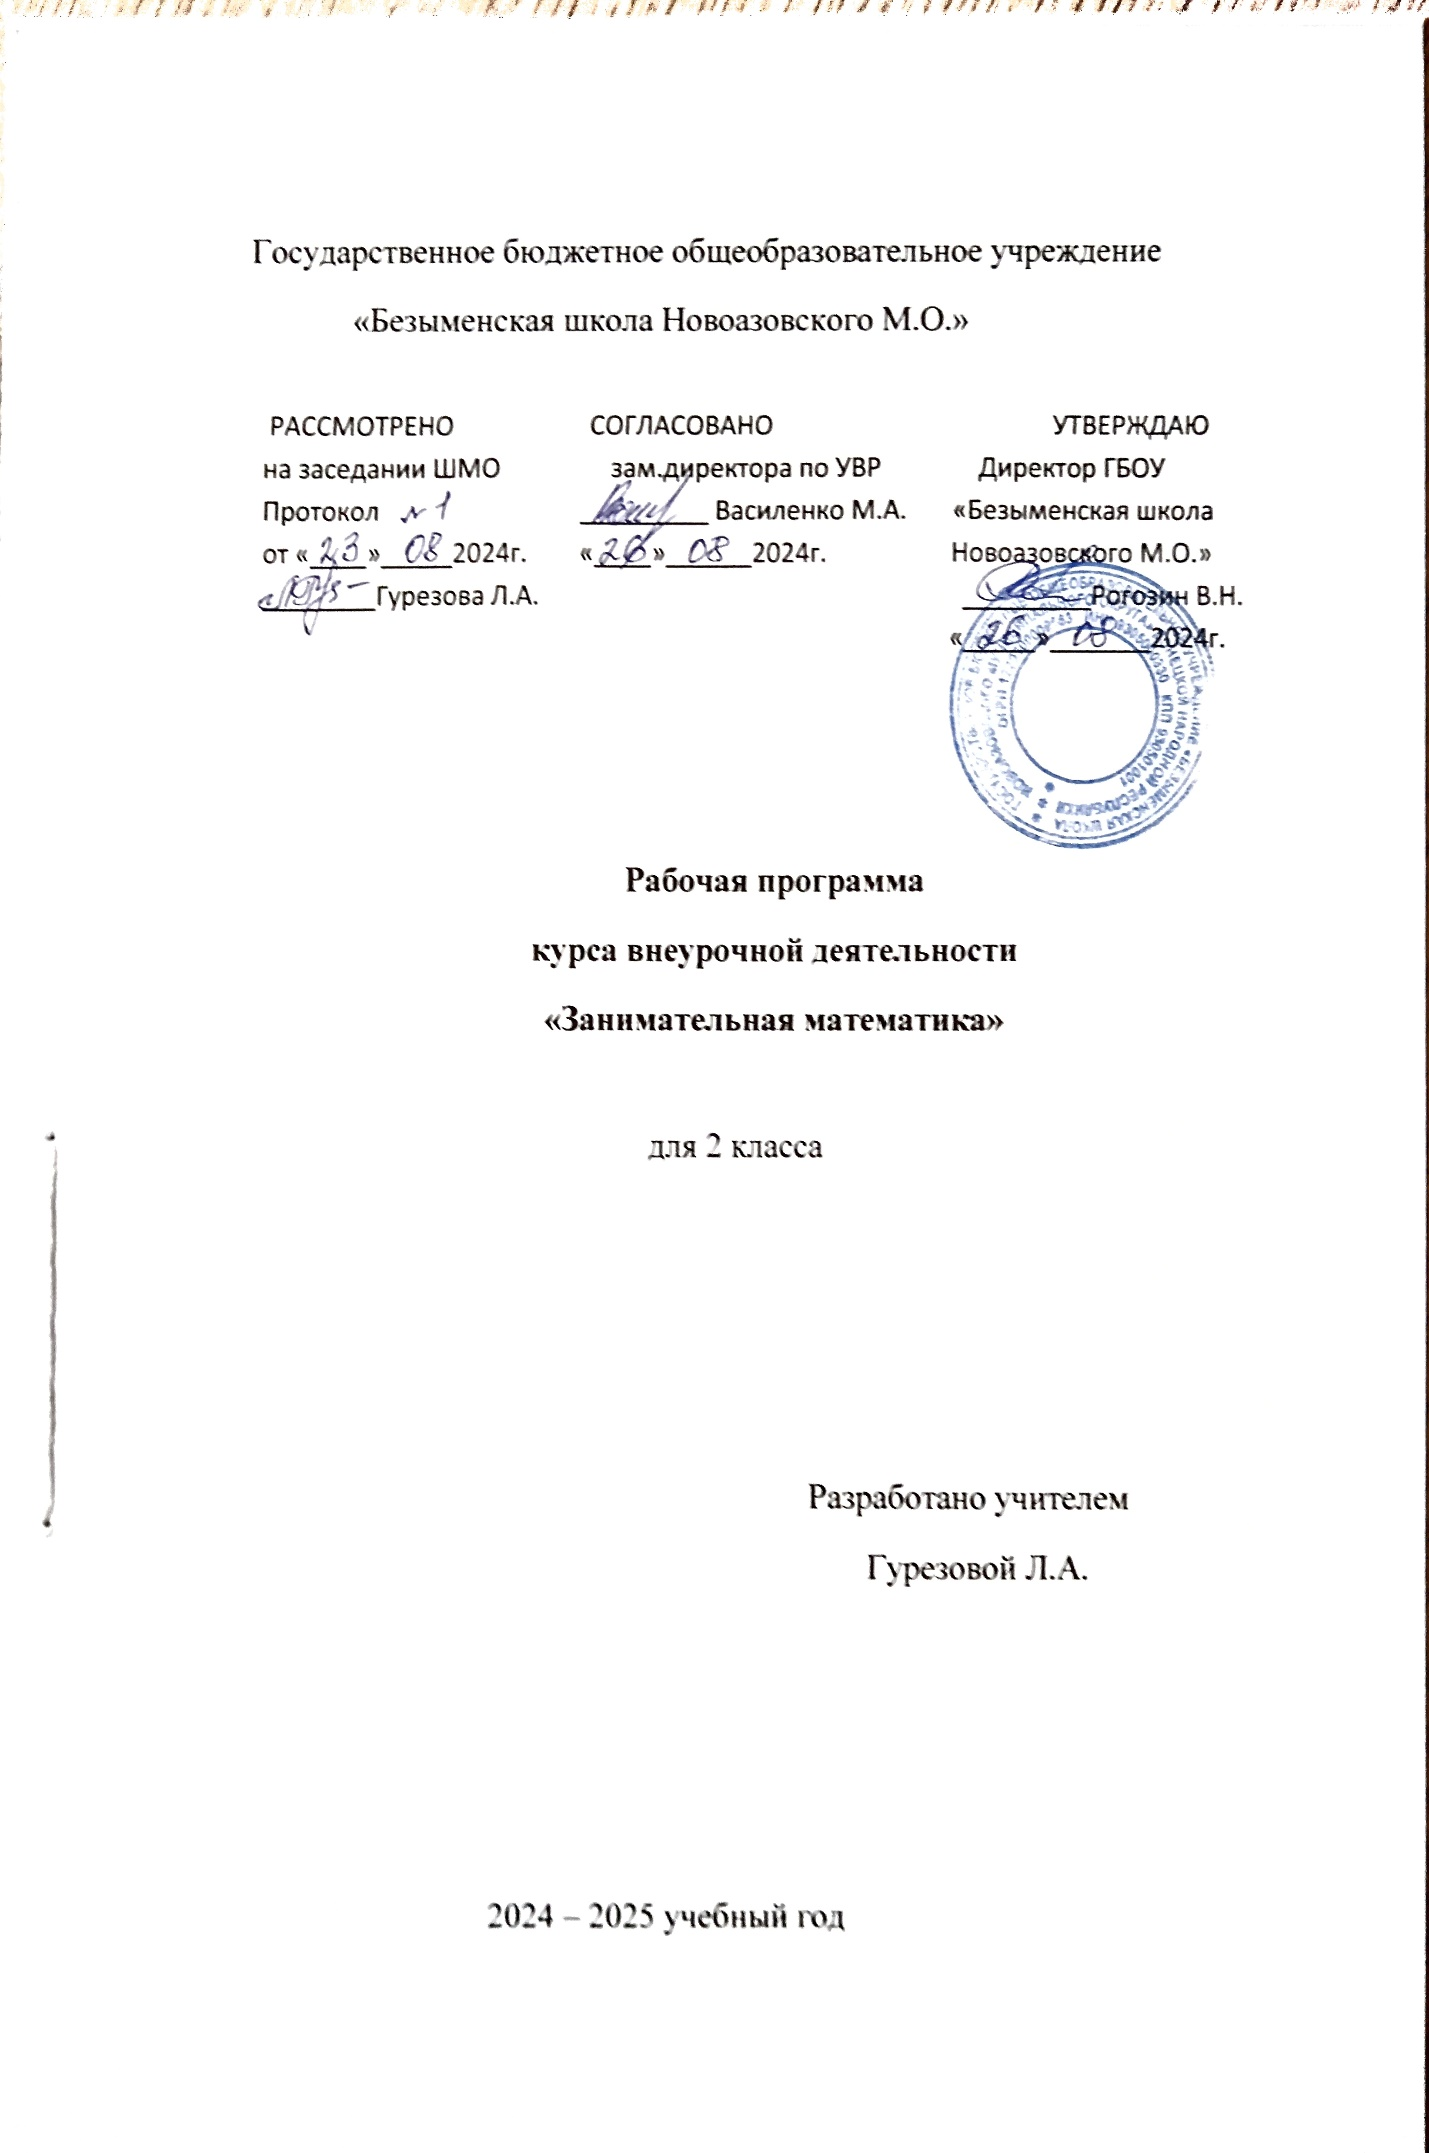 Государственное бюджетное общеобразовательное учреждение
«Безыменская школа Новоазовского М.О.»
РАССМОТРЕНО
на заседании ШМО
Протокол №1
от «23» 08 2024г.
Гурезова Л.А.
СОГЛАСОВАНО
зам.директора по УВР
Василенко М.А.
«26» 08 2024г.
УТВЕРЖДАЮ
Директор ГБОУ
«Безыменская школа
Новоазовского М.О.»
Рогозин В.Н.
«26» 08 2024г.
КПП 930501001
Рабочая программа
курса внеурочной деятельности
«Занимательная математика»
для 2 класса
Разработано учителем
Гурезовой Л.А.
2024 – 2025 учебный год